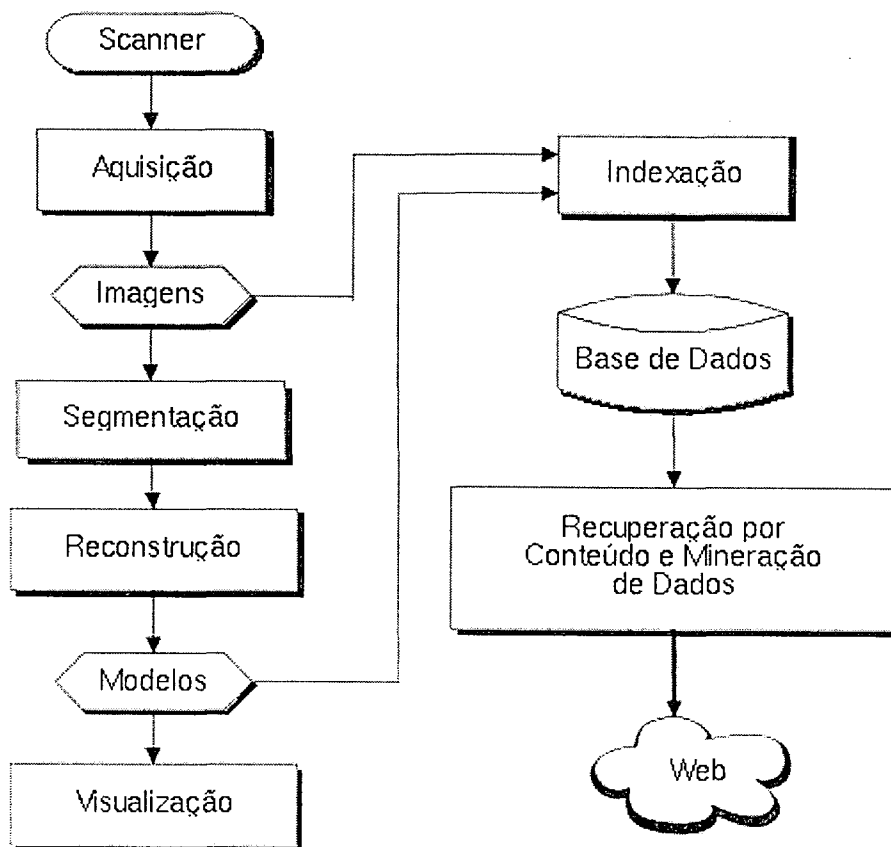 Scanner
Aquisição
Imagens
Segmentação
Reconstrução
Modelos
Visualização
Indexação
Base de Dados
Recuperação por
Conteúdo e Mineração
de Dados
Web